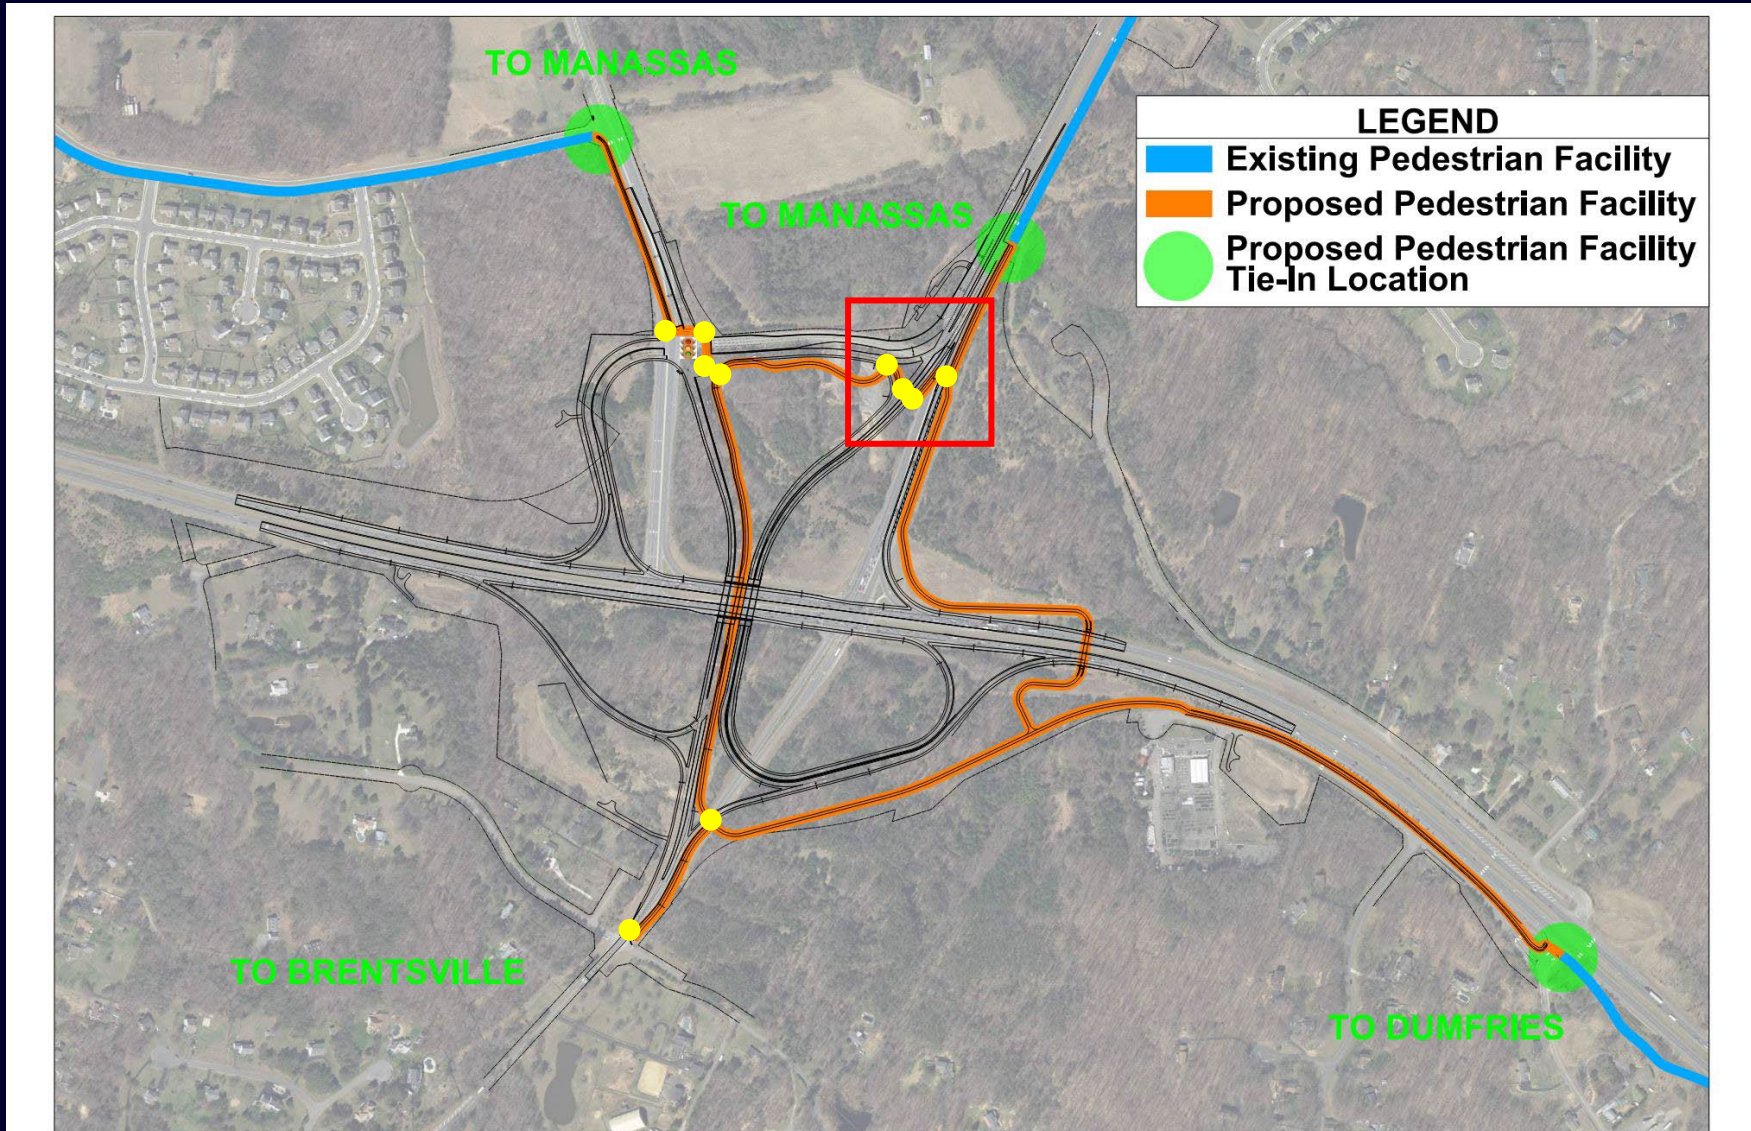 TO MANASSAS
TO MANASSAS
LEGEND
Existing Pedestrian Facility
Proposed Pedestrian Facility
Proposed Pedestrian Facility
Tie-In Location
TO BRENTSVILLE
TO DUMFRIES